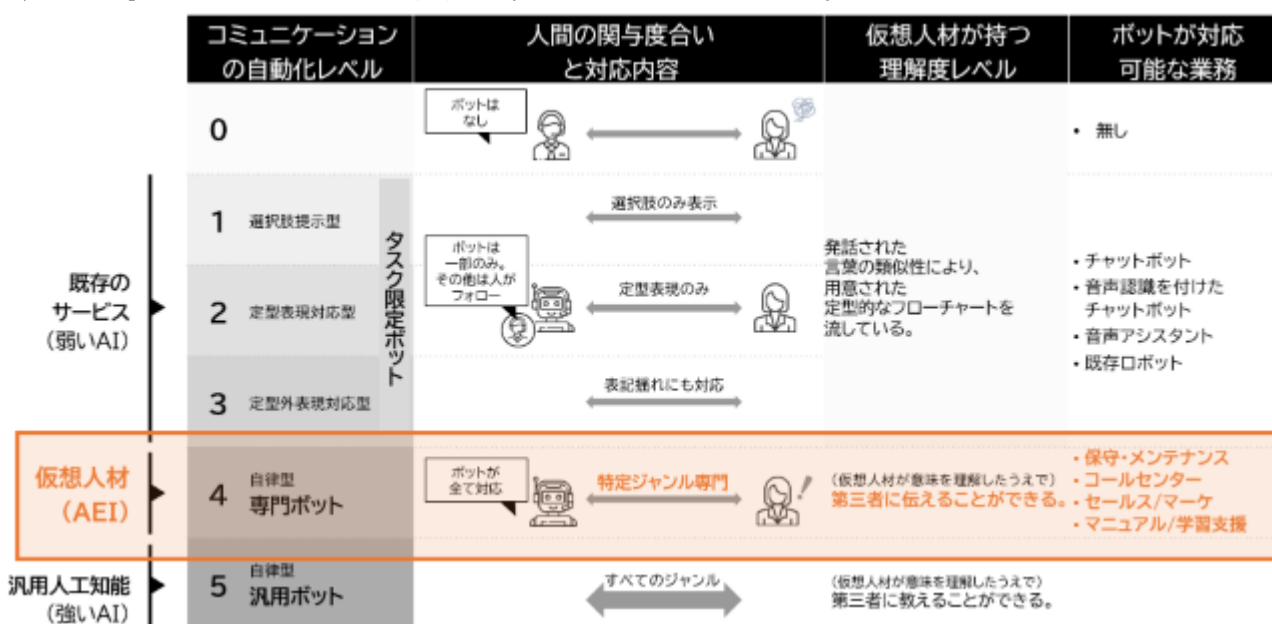 コミュニケーション
の自動化レベル
人間の関与度合い
と対応内容
仮想人材が持つ
理解度レベル
ボットが対応
可能な業務
0
ボットは
なし
・ 無し
既存の
サービス
(弱いAI)
タスク限定ボット
1 選択肢提示型
選択肢のみ表示
2 定型表現対応型
ボットは
一部のみ。
その他は人が
フォロー
定型表現のみ
3 定型外表現対応型
表記揺れにも対応
発話された
言葉の類似性により、
用意された
定型的なフローチャートを
流している。
・チャットボット
・音声認識を付けた
チャットボット
・音声アシスタント
・既存ロボット
仮想人材
(AEI)
4 自律型
専門ボット
ボットが
全て対応
特定ジャンル専門
(仮想人材が意味を理解したうえで)
第三者に伝えることができる。
・保守・メンテナンス
・コールセンター
・セールス/マーケ
・マニュアル/学習支援
汎用人工知能
(強いAI)
5 自律型
汎用ボット
すべてのジャンル
(仮想人材が意味を理解したうえで)
第三者に教えることができる。